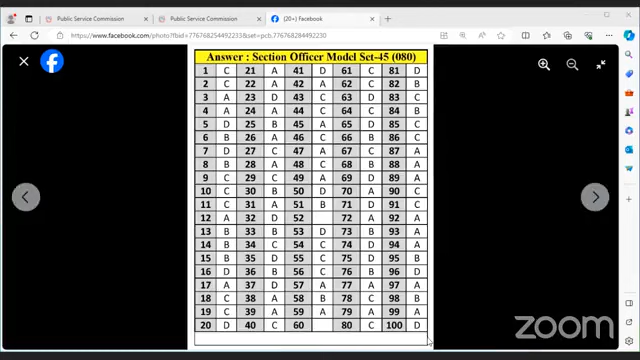 Public Service Commission
Public Service Commission
(20+) Facebook
https://www.facebook.com/photo?fbid=777768254492233&set=pcb.777768284492230
Answer : Section Officer Model Set-45 (080)
1 C 21 A 41 D 61 C 81 D
2 C 22 A 42 A 62 C 82 B
3 A 23 D 43 C 63 D 83 C
4 A 24 A 44 C 64 C 84 B
5 D 25 B 45 A 65 D 85 C
6 B 26 A 46 C 66 B 86 C
7 D 27 C 47 A 67 C 87 A
8 B 28 A 48 C 68 B 88 A
9 C 29 C 49 A 69 D 89 A
10 C 30 B 50 D 70 A 90 C
11 C 31 A 51 B 71 D 91 C
12 A 32 D 52 72 A 92 A
13 B 33 B 53 D 73 B 93 A
14 B 34 C 54 C 74 D 94 A
15 B 35 D 55 C 75 D 95 B
16 D 36 B 56 C 76 B 96 D
17 A 37 D 57 A 77 A 97 A
18 C 38 A 58 B 78 C 98 B
19 C 39 A 59 A 79 A 99 A
20 D 40 C 60 80 C 100 D
zoom